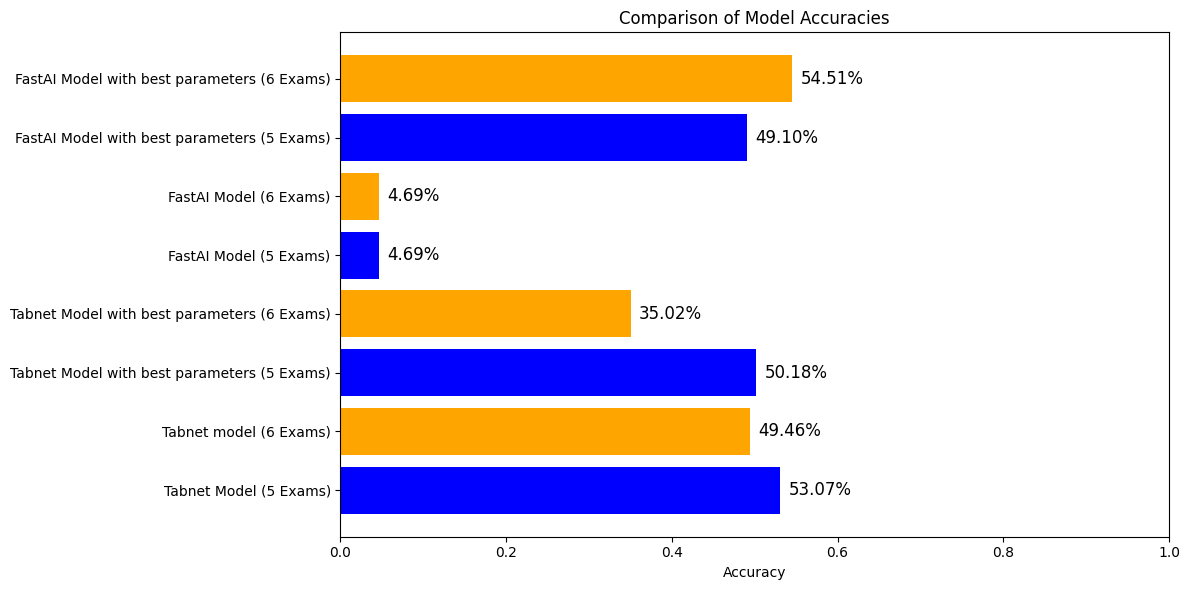 Comparison of Model Accuracies
FastAI Model with best parameters (6 Exams) 54.51%
FastAI Model with best parameters (5 Exams) 49.10%
FastAI Model (6 Exams) 4.69%
FastAI Model (5 Exams) 4.69%
Tabnet Model with best parameters (6 Exams) 35.02%
Tabnet Model with best parameters (5 Exams) 50.18%
Tabnet model (6 Exams) 49.46%
Tabnet Model (5 Exams) 53.07%
0.0 0.2 0.4 0.6 0.8 1.0
Accuracy